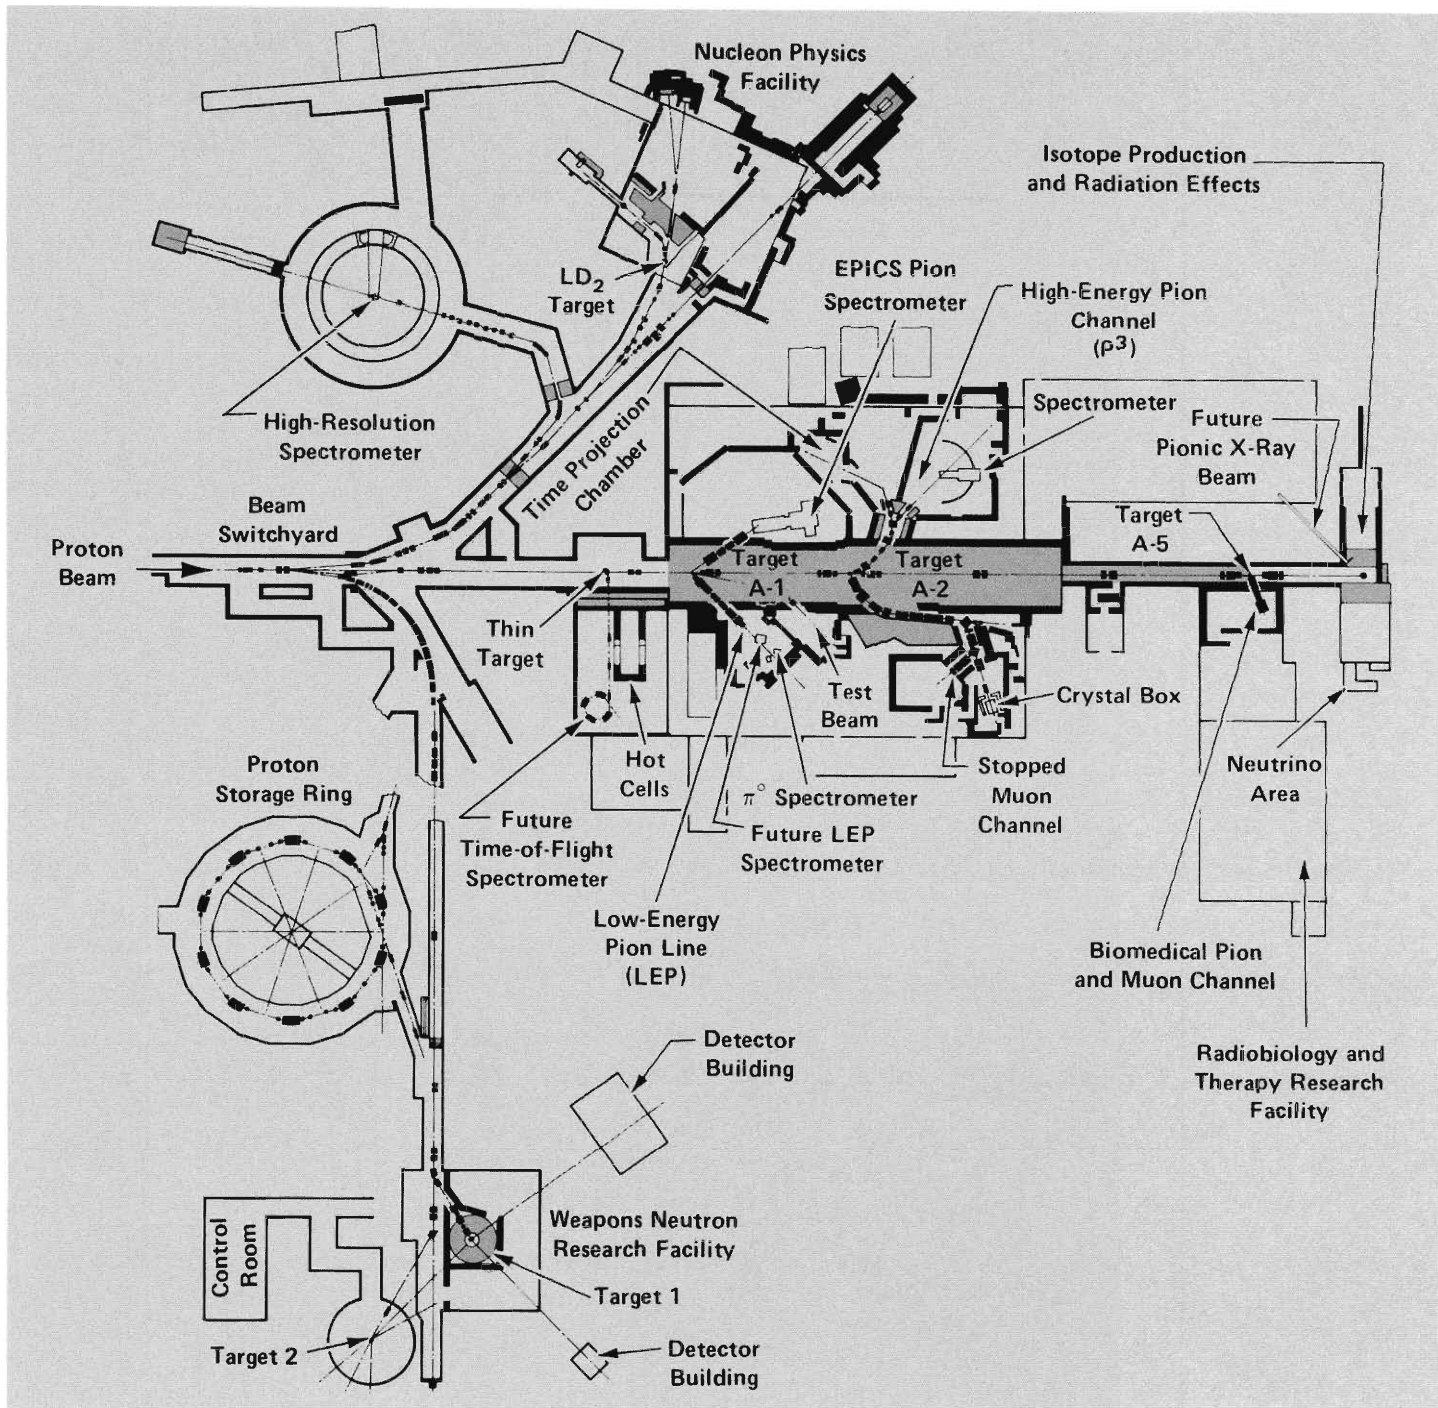 Nucleon Physics
Facility
Isotope Production
and Radiation Effects
LD2
Target
EPICS Pion
Spectrometer
High-Energy Pion
Channel
(P3)
High-Resolution
Spectrometer
Time Projection
Chamber
Spectrometer
Future
Pionic X-Ray
Beam
Beam
Switchyard
Proton
Beam
Target
A-1
Target
A-2
Target
A-5
Thin
Target
Test
Beam
Crystal Box
Hot
Cells
Stopped
Muon
Channel
Neutrino
Area
Proton
Storage Ring
π° Spectrometer
Future
Time-of-Flight
Spectrometer
Future LEP
Spectrometer
Low-Energy
Pion Line
(LEP)
Biomedical Pion
and Muon Channel
Detector
Building
Radiobiology and
Therapy Research
Facility
Control
Room
Weapons Neutron
Research Facility
Target 1
Target 2
Detector
Building